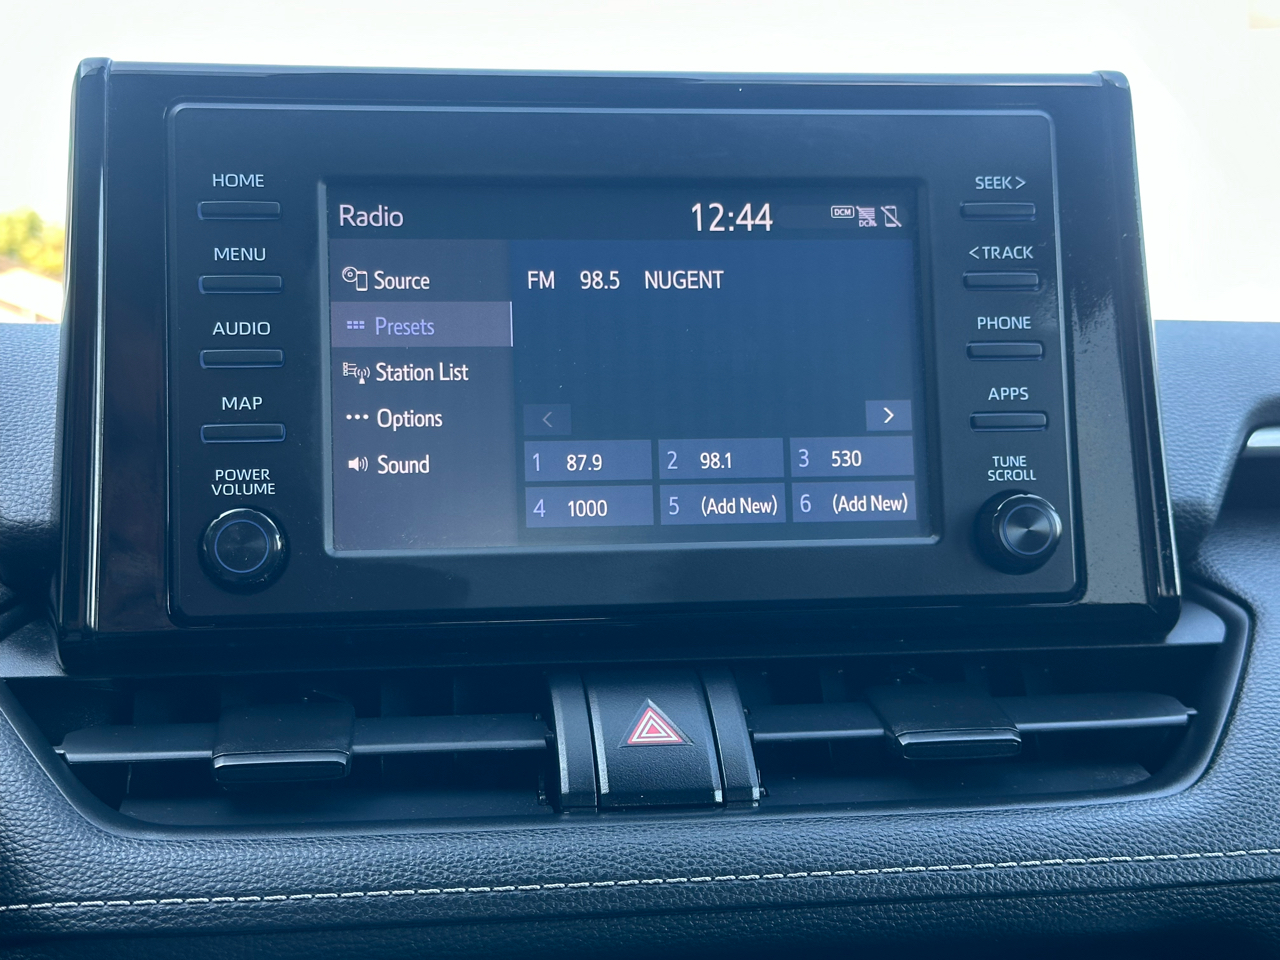 HOME
MENU
AUDIO
MAP
POWER
VOLUME
Radio
12:44
DCM
DCM
Source
Presets
Station List
Options
Sound
FM 98.5 NUGENT
<
>
1 87.9
2 98.1
3 530
4 1000
5 (Add New)
6 (Add New)
SEEK >
< TRACK
PHONE
APPS
TUNE
SCROLL